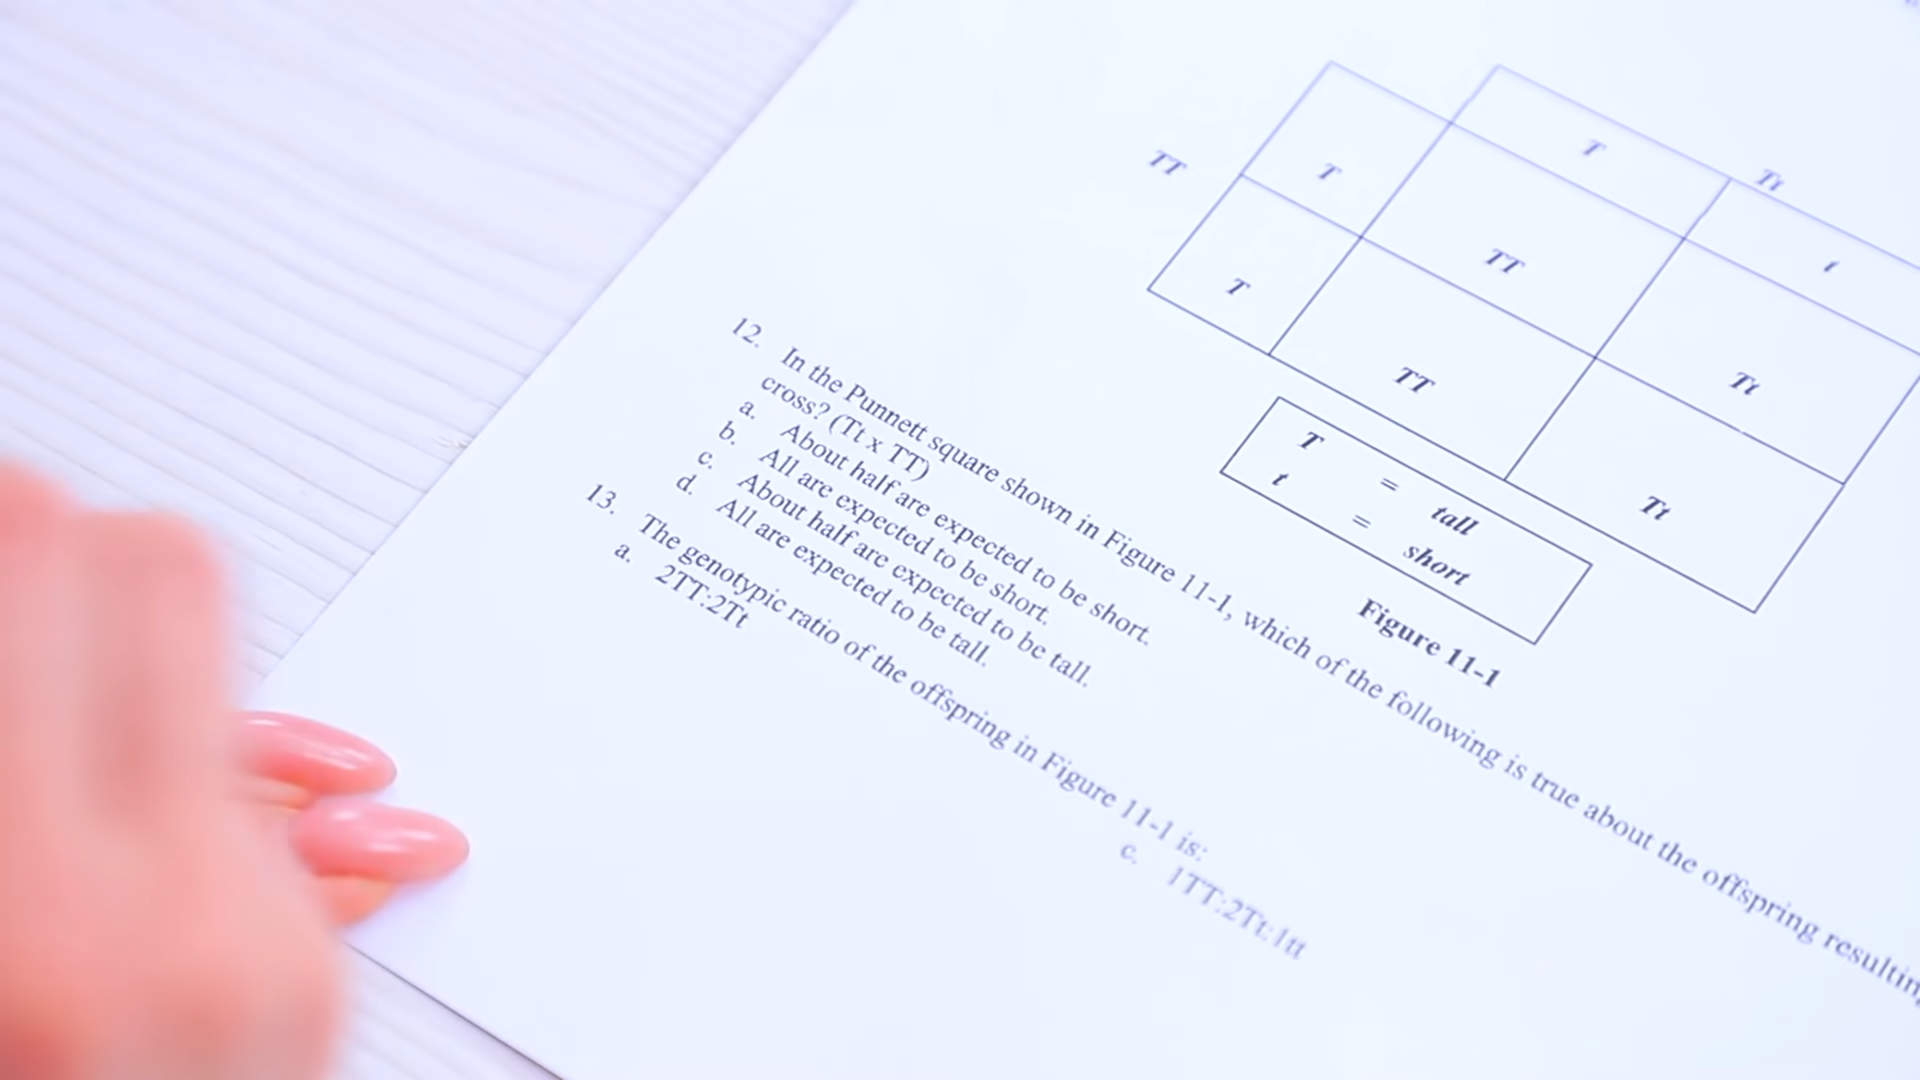 Tt
T t
TT T TT Tt
T TT Tt
T = tall
t = short
Figure 11-1
12. In the Punnett square shown in Figure 11-1, which of the following is true about the offspring resulting
cross? (Tt x TT)
a. About half are expected to be short.
b. All are expected to be short.
c. About half are expected to be tall.
d. All are expected to be tall.
13. The genotypic ratio of the offspring in Figure 11-1 is:
a. 2TT:2Tt c. 1TT:2Tt:1tt